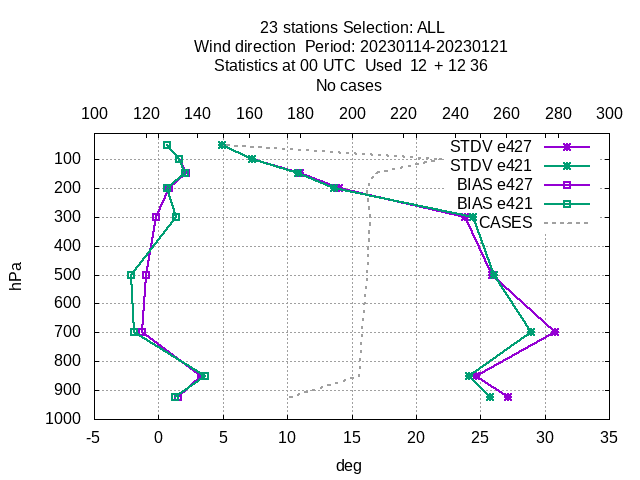 23 stations Selection: ALL
Wind direction  Period: 20230114-20230121
Statistics at 00 UTC  Used  12 + 12 36
No cases
100 120 140 160 180 200 220 240 260 280 300
STDV e427
STDV e421
BIAS e427
BIAS e421
CASES
100
200
300
400
500
600
700
800
900
1000
hPa
-5 0 5 10 15 20 25 30 35
deg